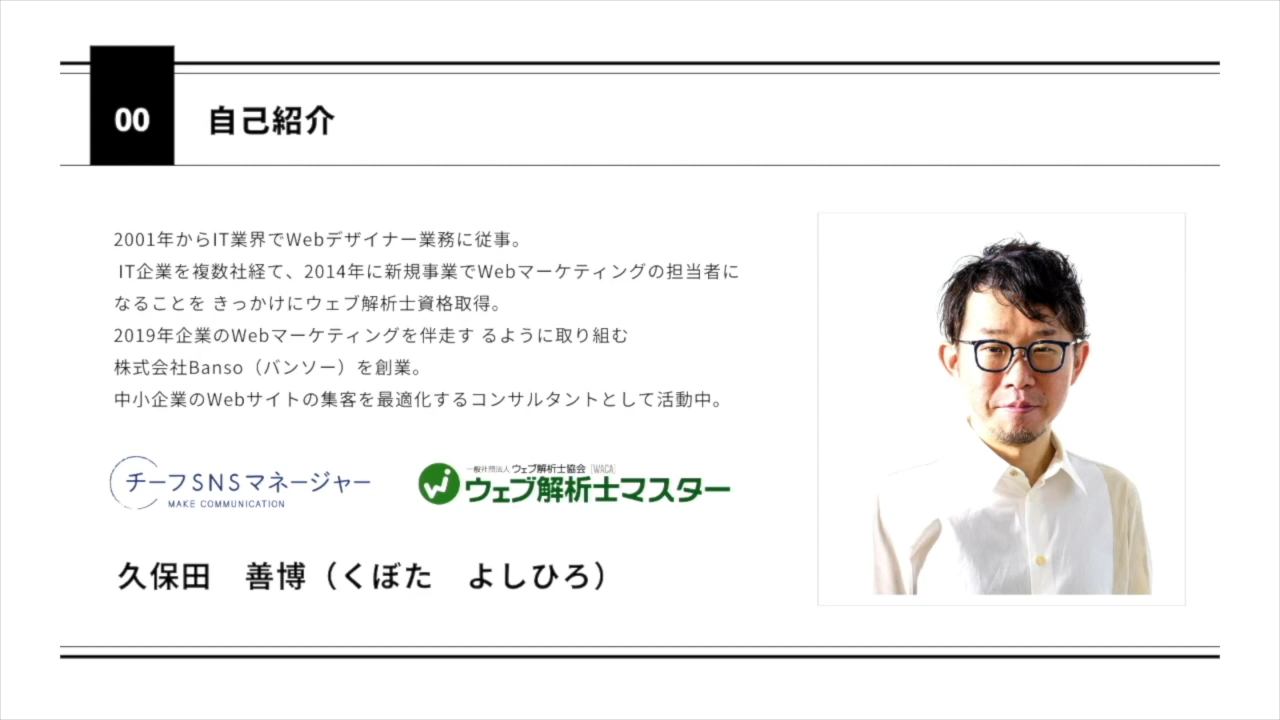 00
自己紹介
2001年からIT業界でWebデザイナー業務に従事。
IT企業を複数社経て、2014年に新規事業でWebマーケティングの担当者に
なることを きっかけにウェブ解析士資格取得。
2019年企業のWebマーケティングを伴走す るように取り組む
株式会社Banso（バンソー）を創業。
中小企業のWebサイトの集客を最適化するコンサルタントとして活動中。
チーフSNSマネージャー
MAKE COMMUNICATION
一般社団法人 ウェブ解析士協会 [WACA]
ウェブ解析士マスター
久保田　善博（くぼた　よしひろ）